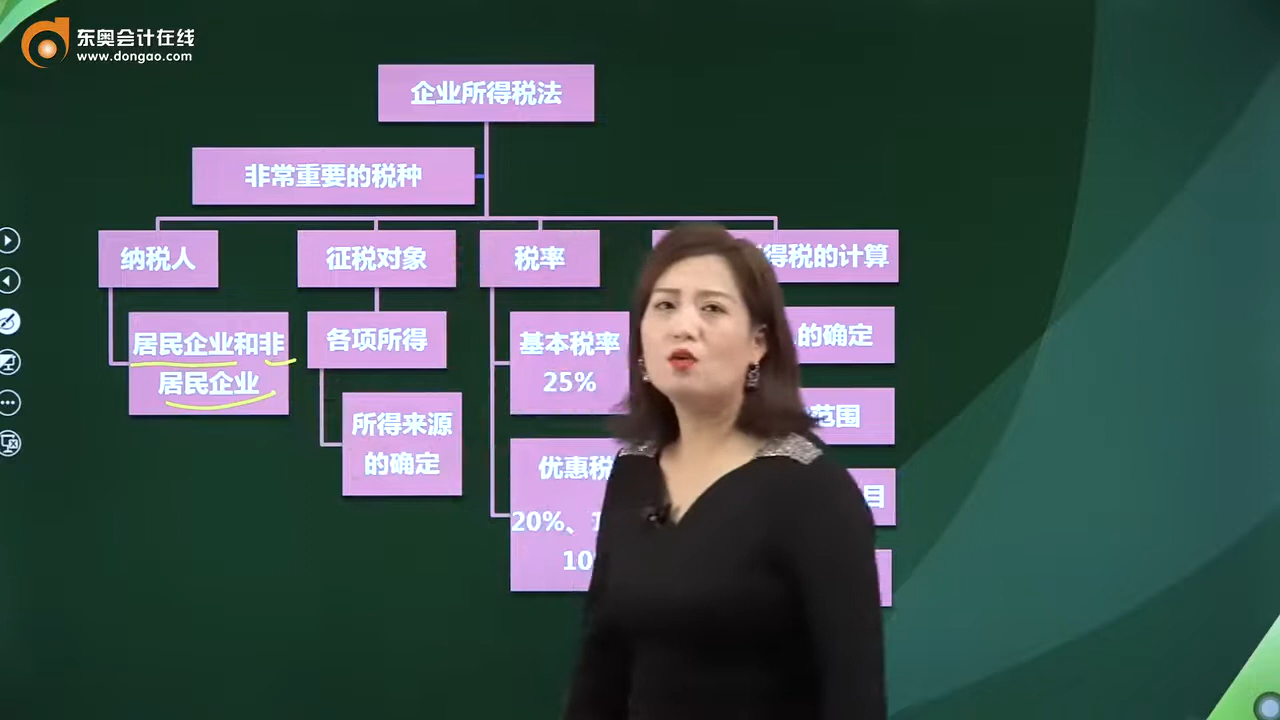 东奥会计在线
www.dongao.com
企业所得税法
非常重要的税种
纳税人
征税对象
税率
得税的计算
居民企业和非
居民企业
各项所得
所得来源
的确定
基本税率
25%
优惠税
20%、1
10
的确定
范围
目